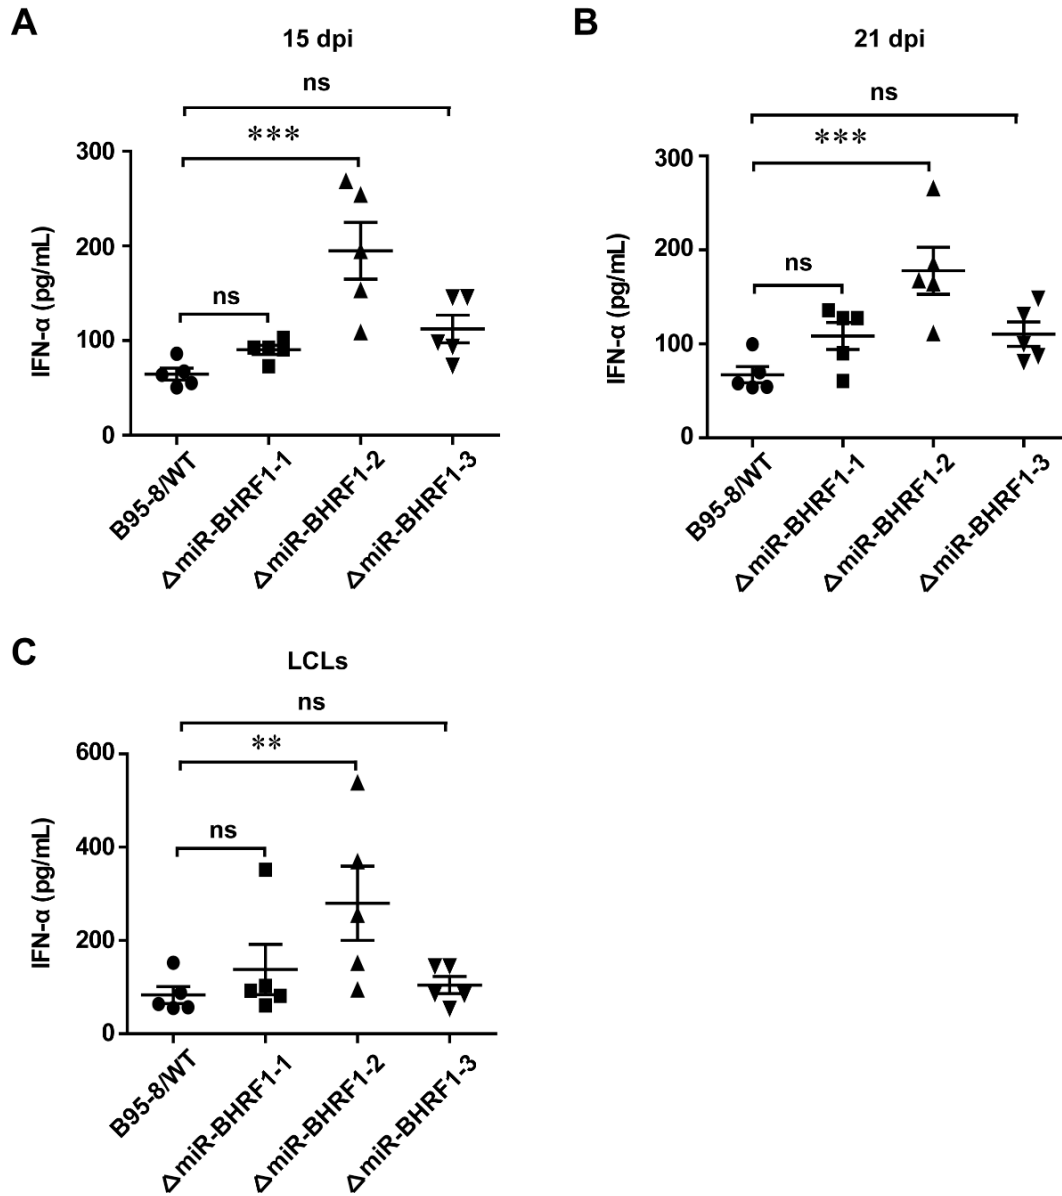 A
15 dpi
ns
***
300
200
100
0
ns
IFN-α (pg/mL)
B95-8/WT
ΔmiR-BHRF1-1
ΔmiR-BHRF1-2
ΔmiR-BHRF1-3
B
21 dpi
ns
***
300
200
100
0
ns
IFN-α (pg/mL)
B95-8/WT
ΔmiR-BHRF1-1
ΔmiR-BHRF1-2
ΔmiR-BHRF1-3
C
LCLs
ns
**
600
400
200
0
ns
IFN-α (pg/mL)
B95-8/WT
ΔmiR-BHRF1-1
ΔmiR-BHRF1-2
ΔmiR-BHRF1-3